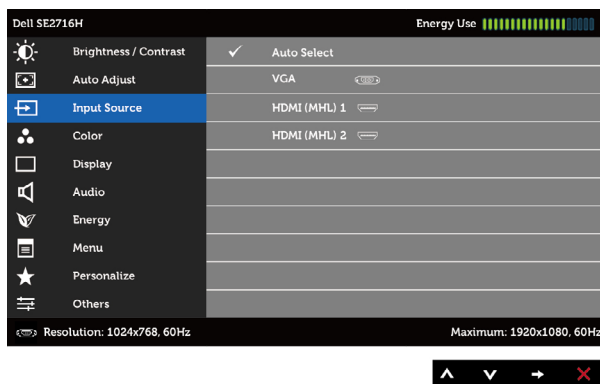 Dell SE2716H Energy Use
Brightness / Contrast ✓ Auto Select
Auto Adjust VGA
Input Source HDMI (MHL) 1
Color HDMI (MHL) 2
Display
Audio
Energy
Menu
Personalize
Others
Resolution: 1024x768, 60Hz Maximum: 1920x1080, 60Hz